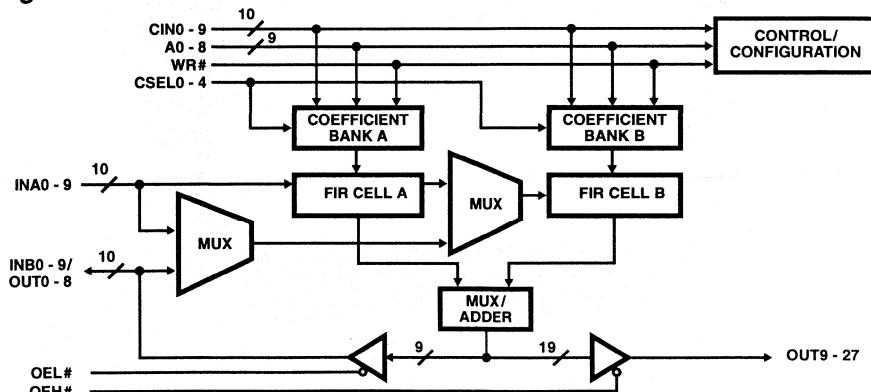 CIN0 - 9
10
A0 - 8
9
WR#
CSEL0 - 4
CONTROL/
CONFIGURATION
COEFFICIENT
BANK A
COEFFICIENT
BANK B
INA0 - 9
10
FIR CELL A
MUX
FIR CELL B
MUX
INB0 - 9/
OUT0 - 8
10
MUX/
ADDER
9
19
OUT9 - 27
OEL#
OEH#